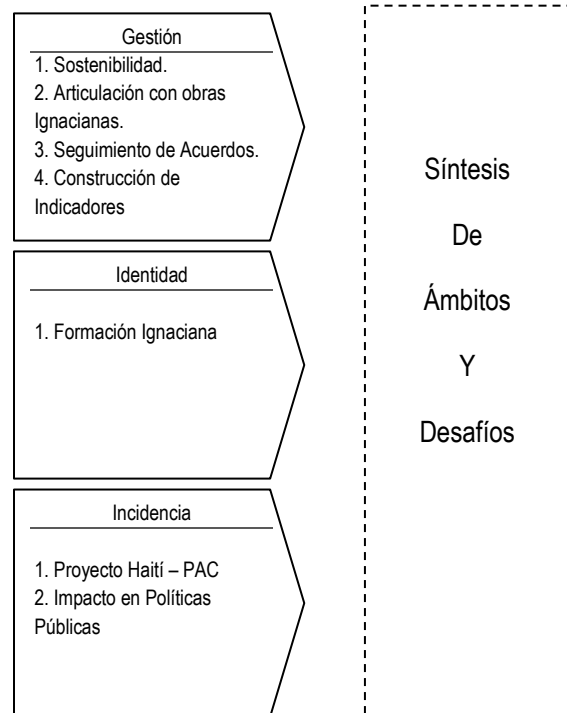 Gestión
1. Sostenibilidad.
2. Articulación con obras
Ignacianas.
3. Seguimiento de Acuerdos.
4. Construcción de
Indicadores
Identidad
1. Formación Ignaciana
Incidencia
1. Proyecto Haití – PAC
2. Impacto en Políticas
Públicas
Síntesis
De
Ámbitos
Y
Desafíos